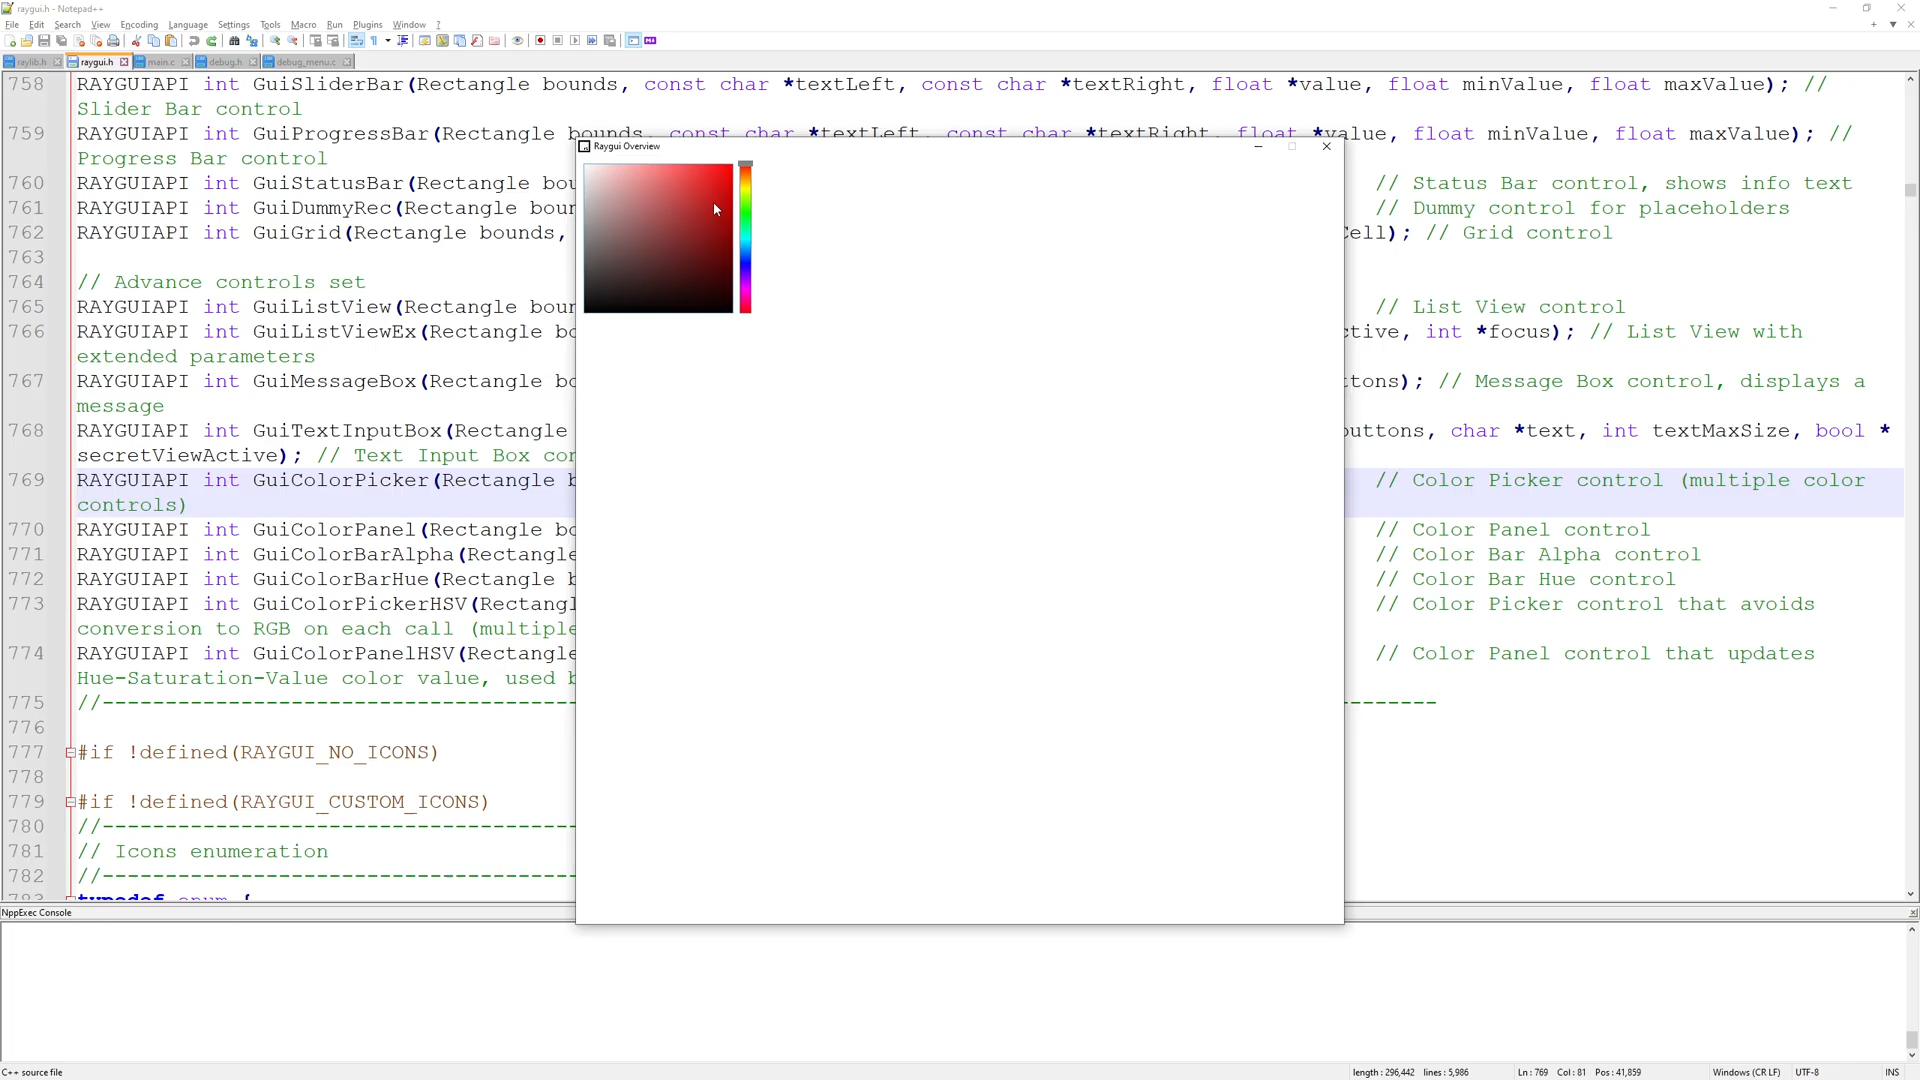 raygui.h - Notepad++
File Edit Search View Encoding Language Settings Tools Macro Run Plugins Window ?
raylib.h raygui.h main.c debug.h debug_menu.c
758 RAYGUIAPI int GuiSliderBar(Rectangle bounds, const char *textLeft, const char *textRight, float *value, float minValue, float maxValue); //
Slider Bar control
759 RAYGUIAPI int GuiProgressBar(Rectangle bounds, const char *textLeft, const char *textRight, float *value, float minValue, float maxValue); //
Raygui Overview
Progress Bar control
760 RAYGUIAPI int GuiStatusBar(Rectangle bou // Status Bar control, shows info text
761 RAYGUIAPI int GuiDummyRec(Rectangle boun // Dummy control for placeholders
762 RAYGUIAPI int GuiGrid(Rectangle bounds, Cell); // Grid control
763
764 // Advance controls set
765 RAYGUIAPI int GuiListView(Rectangle boun // List View control
766 RAYGUIAPI int GuiListViewEx(Rectangle bo ctive, int *focus); // List View with
extended parameters
767 RAYGUIAPI int GuiMessageBox(Rectangle bo ttons); // Message Box control, displays a
message
768 RAYGUIAPI int GuiTextInputBox(Rectangle buttons, char *text, int textMaxSize, bool *
secretViewActive); // Text Input Box con
769 RAYGUIAPI int GuiColorPicker(Rectangle b // Color Picker control (multiple color
controls)
770 RAYGUIAPI int GuiColorPanel(Rectangle bo // Color Panel control
771 RAYGUIAPI int GuiColorBarAlpha(Rectangle // Color Bar Alpha control
772 RAYGUIAPI int GuiColorBarHue(Rectangle b // Color Bar Hue control
773 RAYGUIAPI int GuiColorPickerHSV(Rectangl // Color Picker control that avoids
conversion to RGB on each call (multiple
774 RAYGUIAPI int GuiColorPanelHSV(Rectangle // Color Panel control that updates
Hue-Saturation-Value color value, used b
775 //----------------------------------------------------------------------------------------------------------
776
777 #if !defined(RAYGUI_NO_ICONS)
778
779 #if !defined(RAYGUI_CUSTOM_ICONS)
780 //--------------------------------------
781 // Icons enumeration
782 //--------------------------------------
783 typedef enum {
NppExec Console
C++ source file length : 296,442 lines : 5,986 Ln : 769 Col : 81 Pos : 41,859 Windows (CR LF) UTF-8 INS